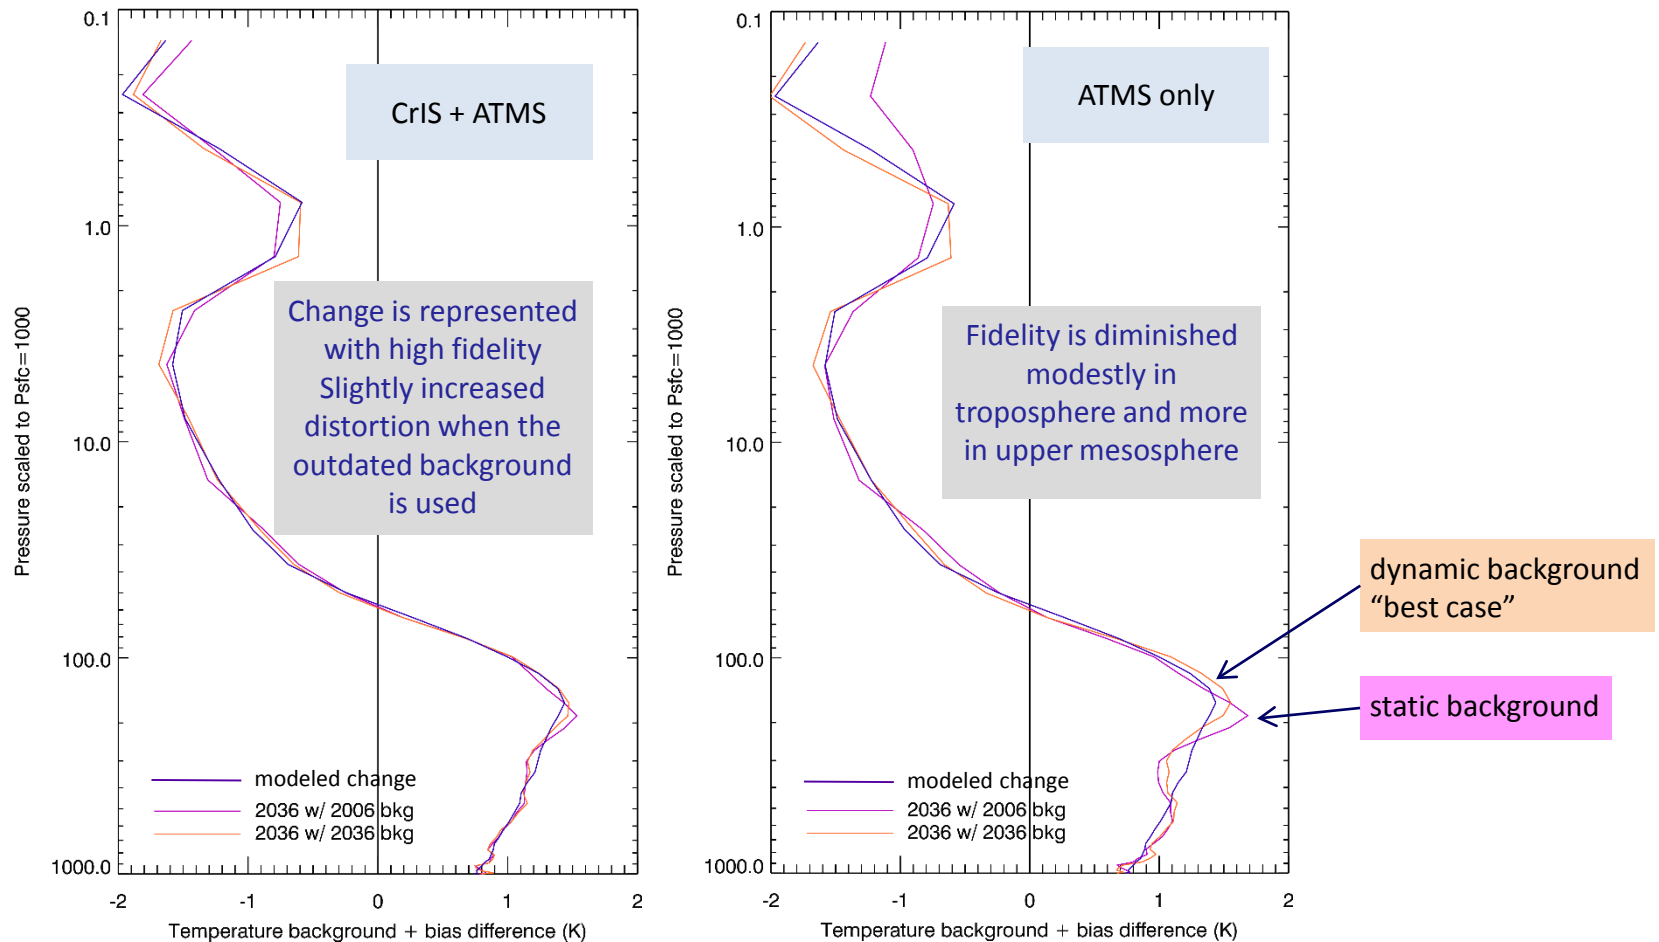 0.1
1.0
10.0
100.0
1000.0
Pressure scaled to Psfc=1000
CrIS + ATMS
Change is represented
with high fidelity
Slightly increased
distortion when the
outdated background
is used
modeled change
2036 w/ 2006 bkg
2036 w/ 2036 bkg
-2 -1 0 1 2
Temperature background + bias difference (K)
0.1
1.0
10.0
100.0
1000.0
Pressure scaled to Psfc=1000
ATMS only
Fidelity is diminished
modestly in
troposphere and more
in upper mesosphere
modeled change
2036 w/ 2006 bkg
2036 w/ 2036 bkg
-2 -1 0 1 2
Temperature background + bias difference (K)
dynamic background
“best case”
static background